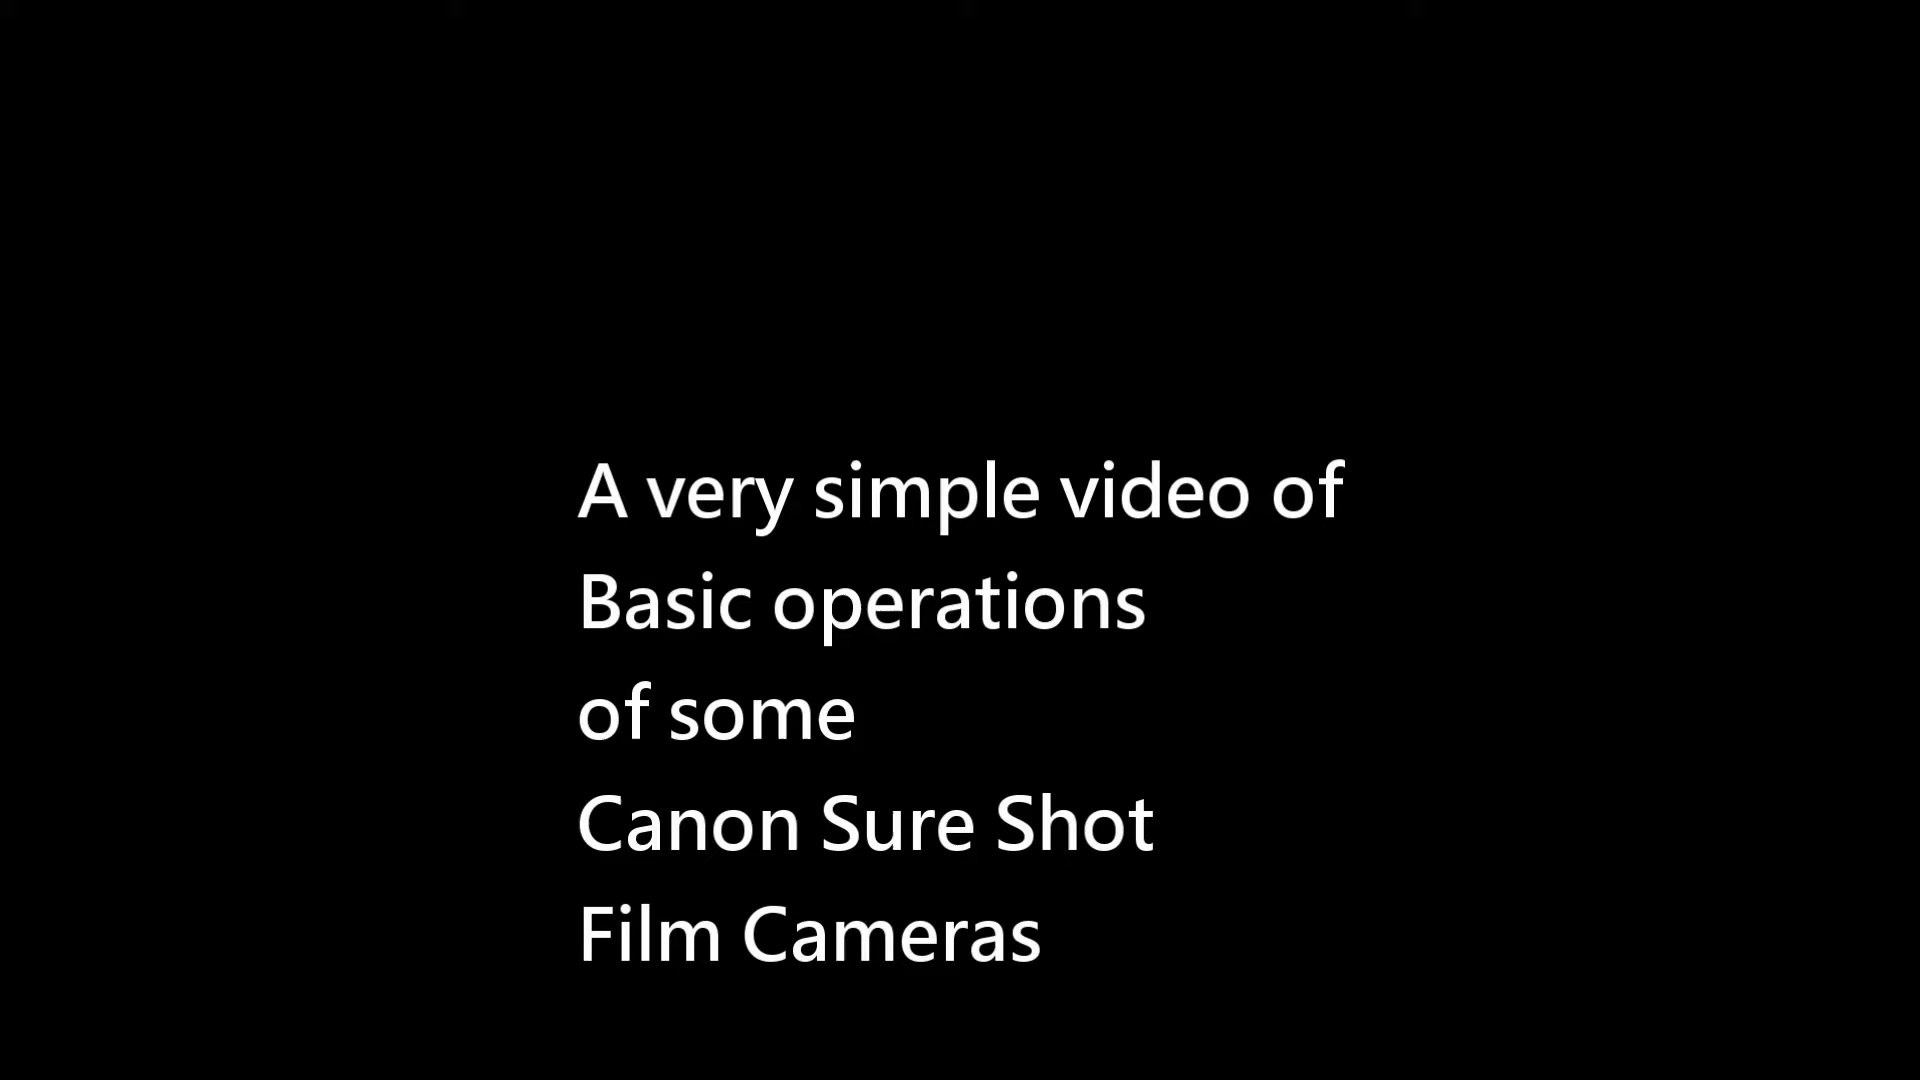 A very simple video of
Basic operations
of some
Canon Sure Shot
Film Cameras